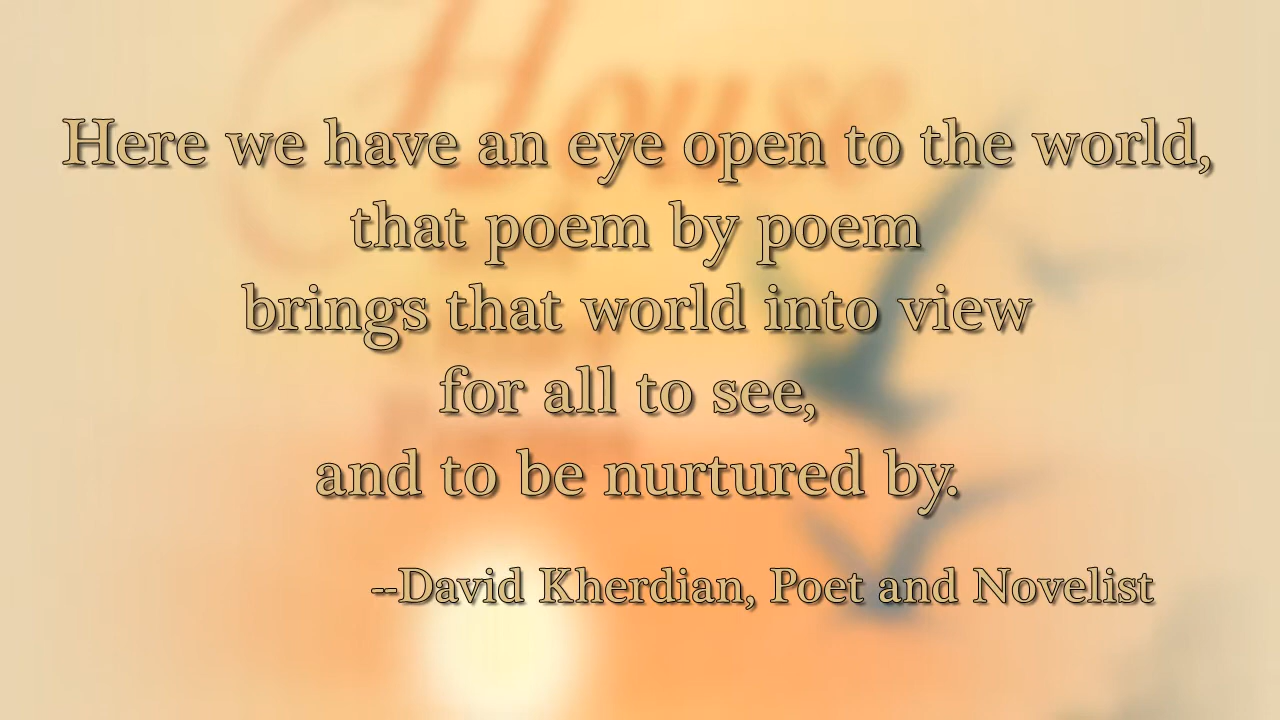 House
Here we have an eye open to the world,
that poem by poem
brings that world into view
for all to see,
and to be nurtured by.
--David Kherdian, Poet and Novelist